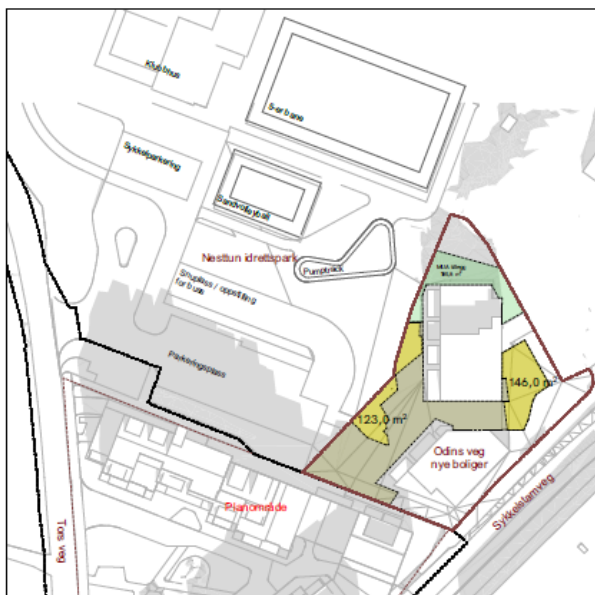 Klubbhus
5-er bane
Sykkelparkering
Sandvolleyball
Nesttun idrettspark
Pumptrack
Snuplass / oppstilling
for buss
Parkeringsplass
146,0 m²
123,0 m²
Odins veg
nye boliger
Planområde
Sykkelstamveg
Tors veg